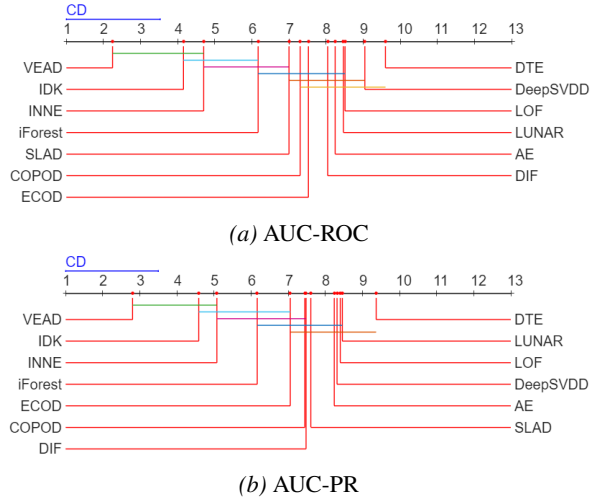 CD
1 2 3 4 5 6 7 8 9 10 11 12 13
VEAD DTE
IDK DeepSVDD
INNE LOF
iForest LUNAR
SLAD AE
COPOD DIF
ECOD
(a) AUC-ROC
CD
1 2 3 4 5 6 7 8 9 10 11 12 13
VEAD DTE
IDK LUNAR
INNE LOF
iForest DeepSVDD
ECOD AE
COPOD SLAD
DIF
(b) AUC-PR